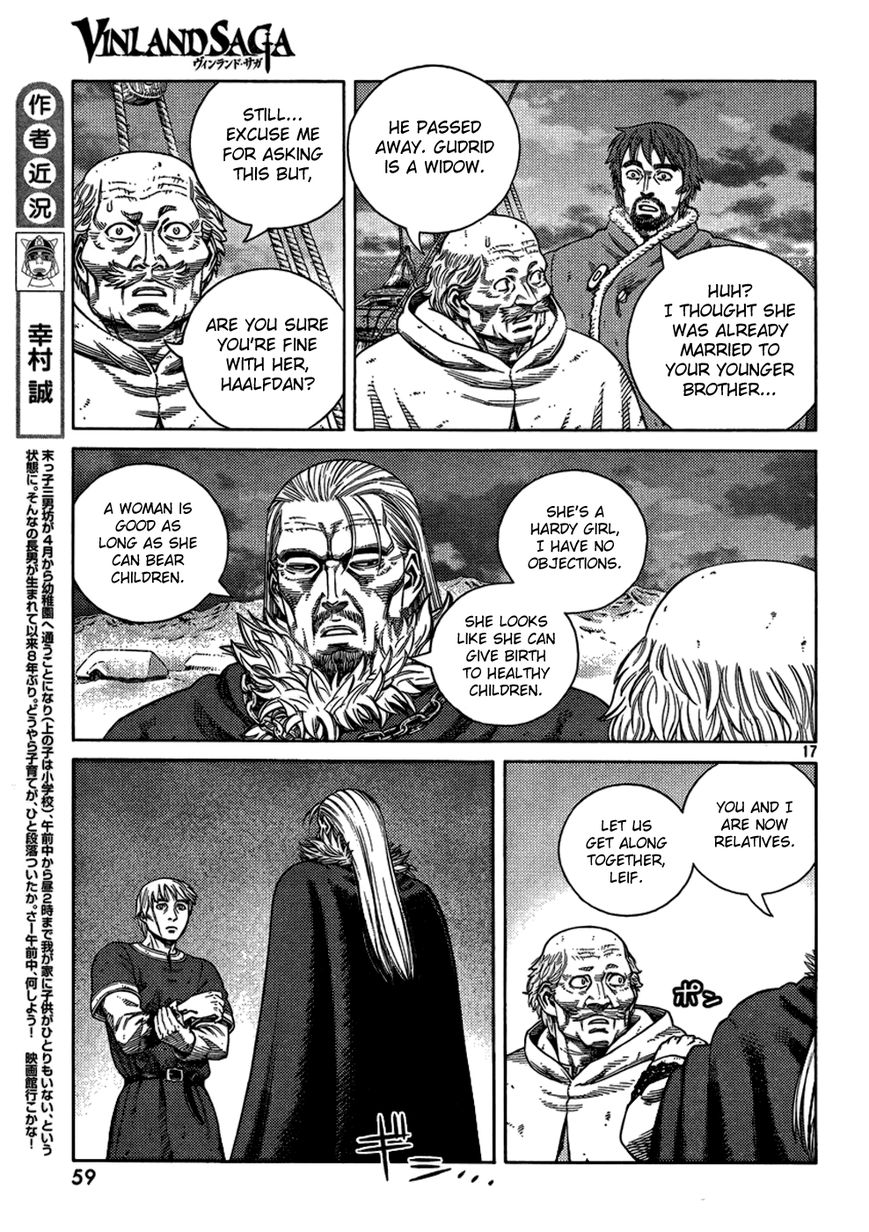 VINLAND SAGA
ヴィンランド・サガ
HE PASSED
AWAY. GUDRID
IS A WIDOW.
HUH?
I THOUGHT SHE
WAS ALREADY
MARRIED TO
YOUR YOUNGER
BROTHER...
STILL...
EXCUSE ME
FOR ASKING
THIS BUT,
ARE YOU SURE
YOU'RE FINE
WITH HER,
HAALFDAN?
SHE'S A
HARDY GIRL,
I HAVE NO
OBJECTIONS.
SHE LOOKS
LIKE SHE CAN
GIVE BIRTH
TO HEALTHY
CHILDREN.
A WOMAN IS
GOOD AS
LONG AS SHE
CAN BEAR
CHILDREN.
17
YOU AND I
ARE NOW
RELATIVES.
LET US
GET ALONG
TOGETHER,
LEIF.
ポン
ギシ...
作者近況
幸村誠
末っ子三男坊が4月から幼稚園へ通うことになり(上の子は小学校)、午前中から昼2時まで我が家に子供がひとりもいない、という
状態に。そんなの長男が生まれて以来8年ぶり。どうやら子育てが、ひと段落ついたか。さー午前中、何しよう! 映画館行こかな!
59